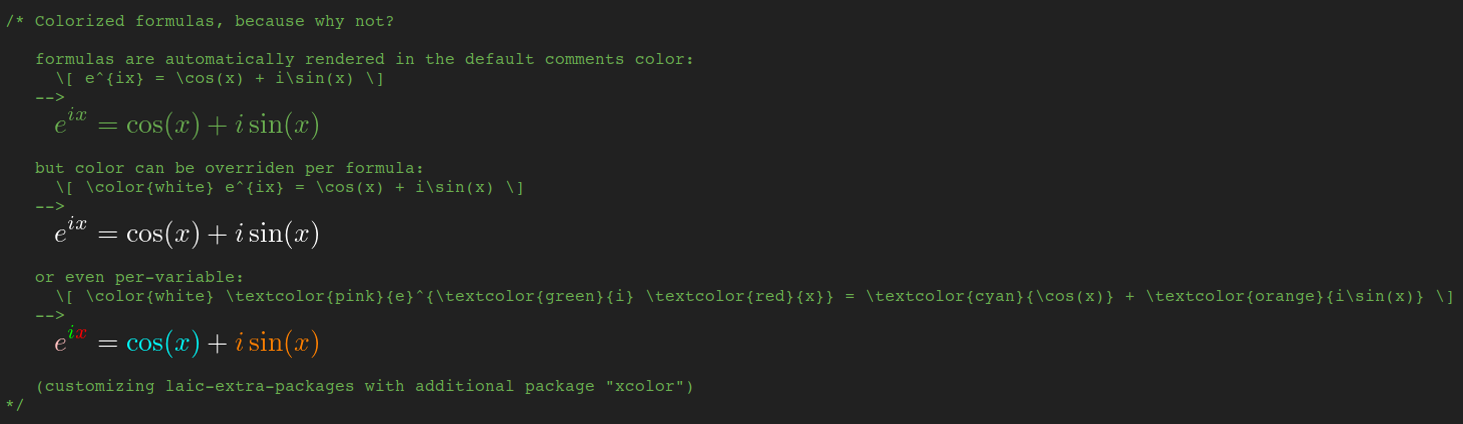 /* Colorized formulas, because why not?
formulas are automatically rendered in the default comments color:
\[ e^{ix} = \cos(x) + i\sin(x) \]
-->
e^{ix} = cos(x) + i sin(x)
but color can be overriden per formula:
\[ \color{white} e^{ix} = \cos(x) + i\sin(x) \]
-->
e^{ix} = cos(x) + i sin(x)
or even per-variable:
\[ \color{white} \textcolor{pink}{e}^{\textcolor{green}{i} \textcolor{red}{x}} = \textcolor{cyan}{\cos(x)} + \textcolor{orange}{i\sin(x)} \]
-->
e^{ix} = cos(x) + i sin(x)
(customizing laic-extra-packages with additional package "xcolor")
*/